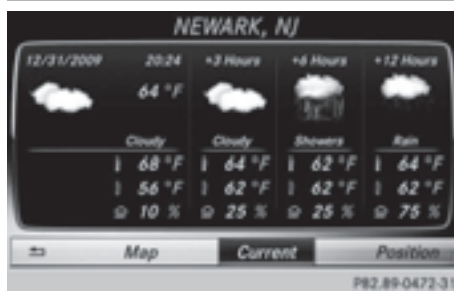 NEWARK, NJ
12/31/2009 20:24 +3 Hours +6 Hours +12 Hours
64 °F
Cloudy Cloudy Showers Rain
68 °F 64 °F 62 °F 64 °F
56 °F 62 °F 62 °F 62 °F
10 % 25 % 25 % 75 %
Map Current Position
P82.89-0472-31